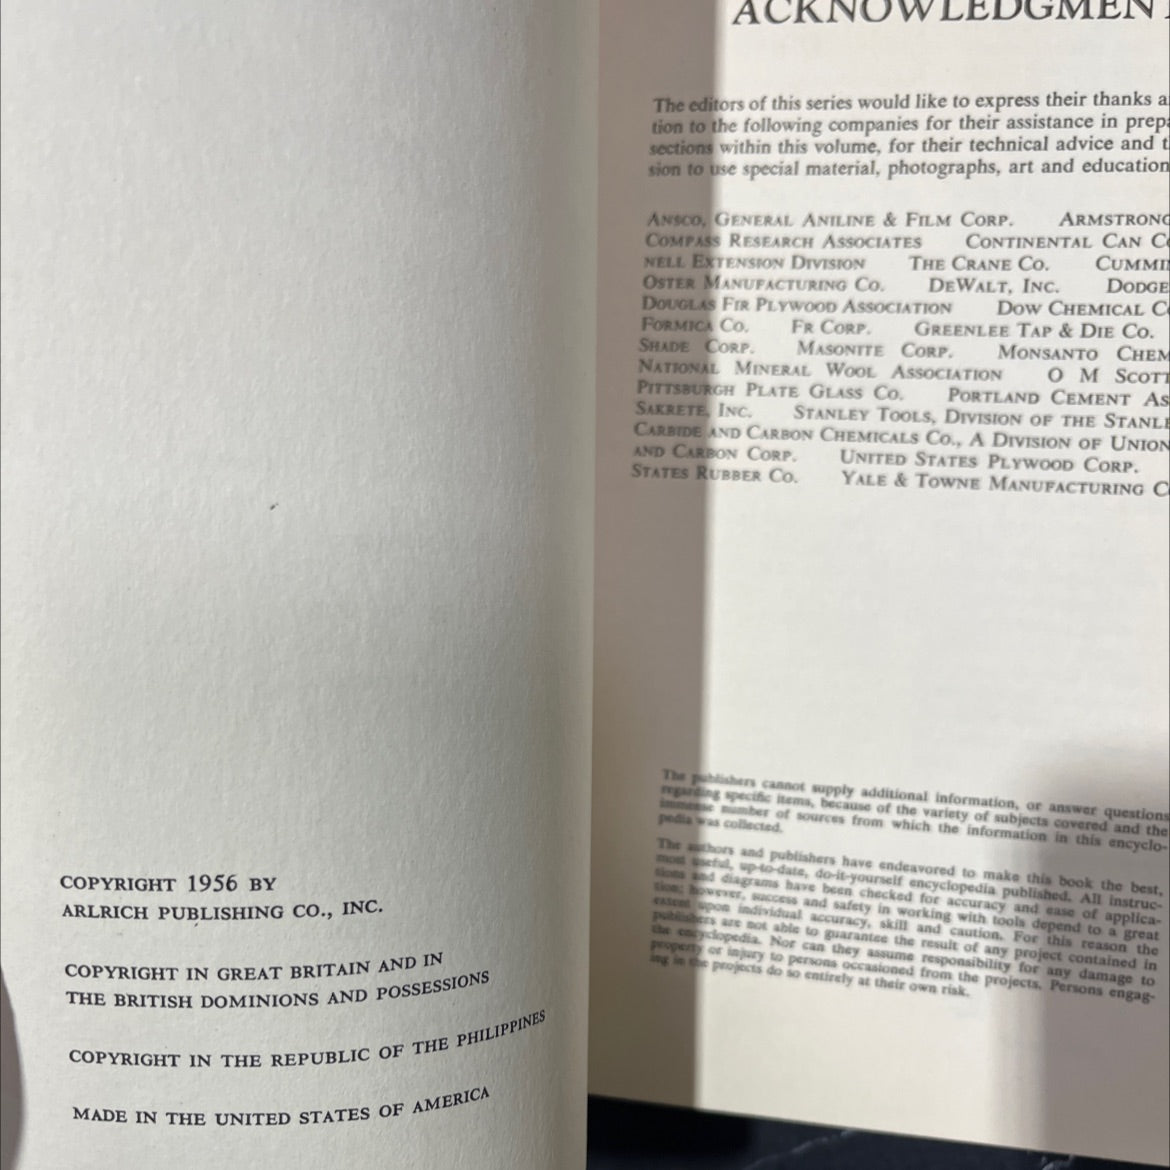 COPYRIGHT 1956 BY
ARLRICH PUBLISHING CO., INC.
COPYRIGHT IN GREAT BRITAIN AND IN
THE BRITISH DOMINIONS AND POSSESSIONS
COPYRIGHT IN THE REPUBLIC OF THE PHILIPPINES
MADE IN THE UNITED STATES OF AMERICA
ACKNOWLEDGMEN
The editors of this series would like to express their thanks a
tion to the following companies for their assistance in prepa
sections within this volume, for their technical advice and t
sion to use special material, photographs, art and education
ANSCO, GENERAL ANILINE & FILM CORP. ARMSTRONG
COMPASS RESEARCH ASSOCIATES CONTINENTAL CAN CO
NELL EXTENSION DIVISION THE CRANE CO. CUMMI
OSTER MANUFACTURING CO. DEWALT, INC. DODGE
DOUGLAS FIR PLYWOOD ASSOCIATION DOW CHEMICAL CO
FORMICA CO. FR CORP. GREENLEE TAP & DIE CO.
SHADE CORP. MASONITE CORP. MONSANTO CHEM
NATIONAL MINERAL WOOL ASSOCIATION O M SCOTT
PITTSBURGH PLATE GLASS CO. PORTLAND CEMENT AS
SAKRETE, INC. STANLEY TOOLS, DIVISION OF THE STANLE
CARBIDE AND CARBON CHEMICALS CO., A DIVISION OF UNION
AND CARBON CORP. UNITED STATES PLYWOOD CORP.
STATES RUBBER CO. YALE & TOWNE MANUFACTURING C
The publishers cannot supply additional information, or answer questions
regarding specific items, because of the variety of subjects covered and the
immense number of sources from which the information in this encyclo-
pedia was collected.
The authors and publishers have endeavored to make this book the best,
most useful, up-to-date, do-it-yourself encyclopedia published. All instruc-
tions and diagrams have been checked for accuracy and ease of applica-
tion; however, success and safety in working with tools depend to a great
extent upon individual accuracy, skill and caution. For this reason the
publishers are not able to guarantee the result of any project contained in
the encyclopedia. Nor can they assume responsibility for any damage to
property or injury to persons occasioned from the projects. Persons engag-
ing in the projects do so entirely at their own risk.